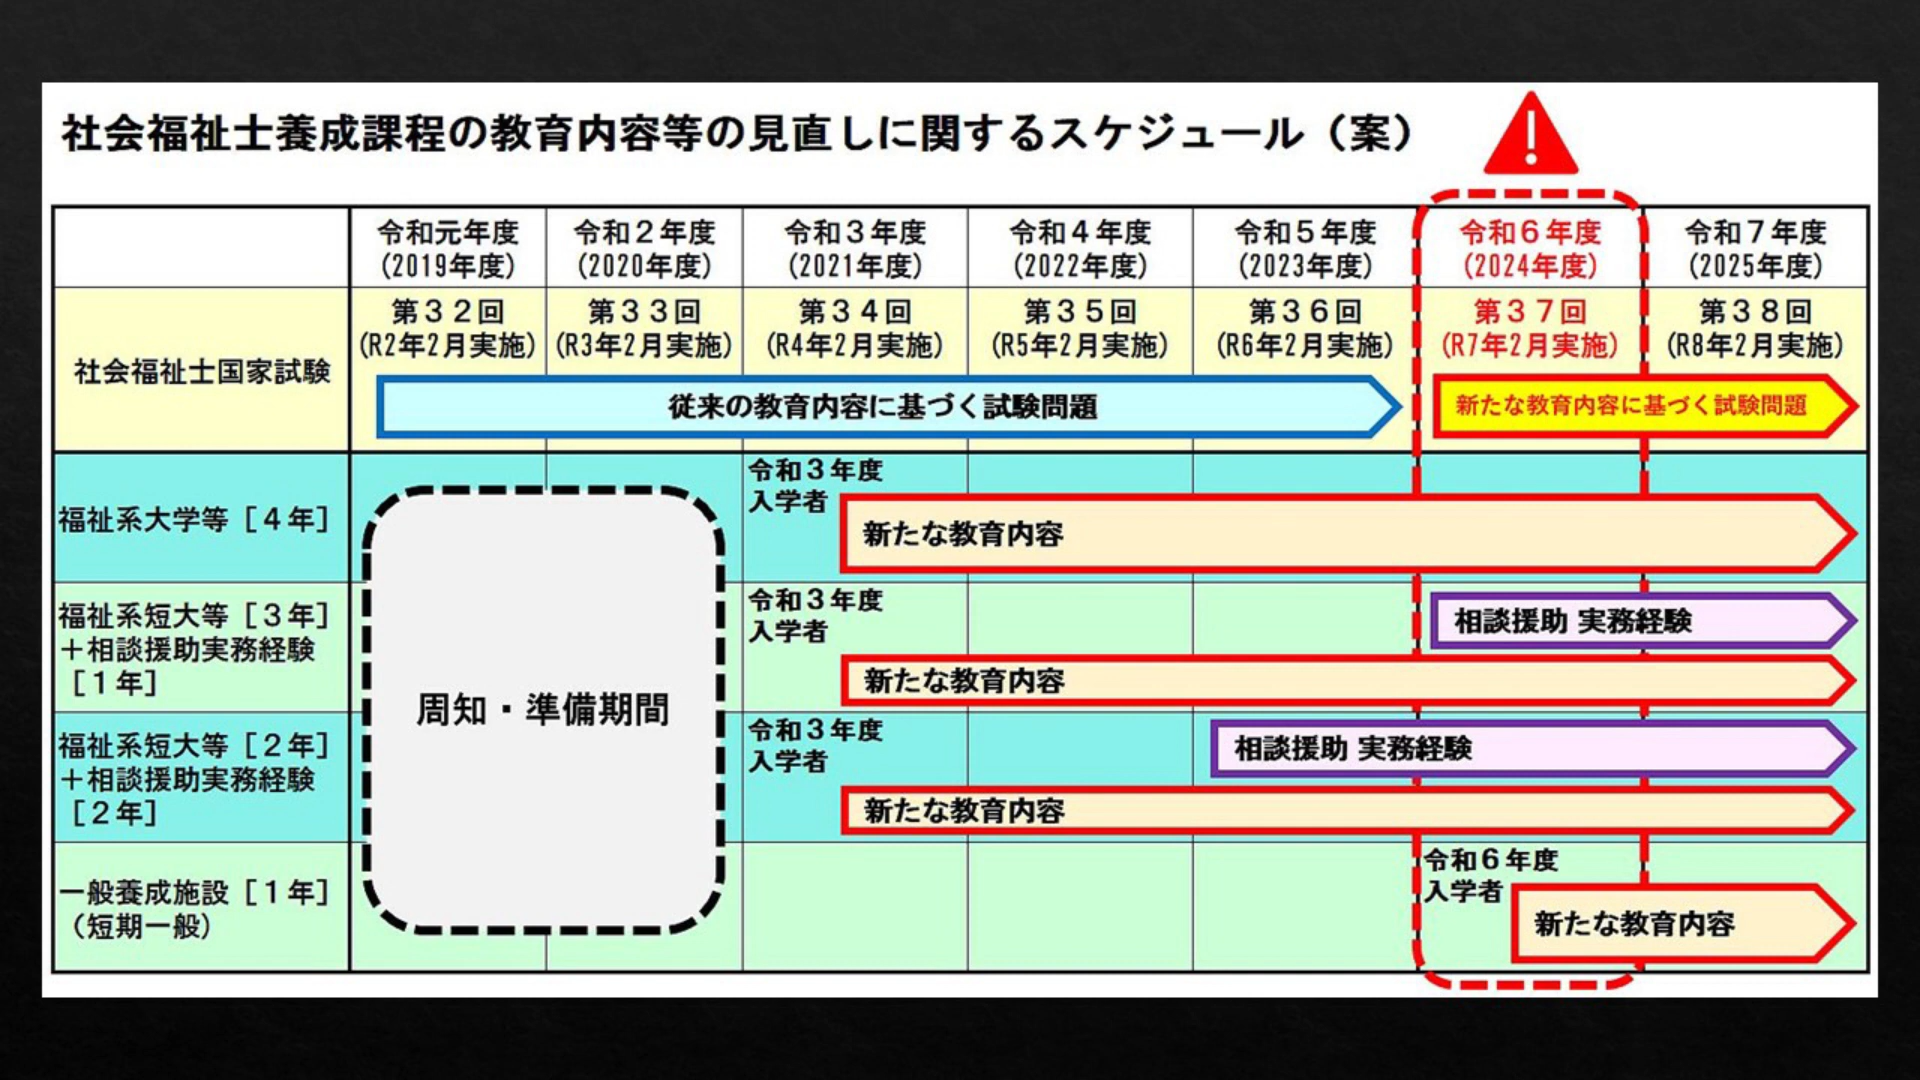 社会福祉士養成課程の教育内容等の見直しに関するスケジュール（案）
!
令和元年度
(2019年度)
令和２年度
(2020年度)
令和３年度
(2021年度)
令和４年度
(2022年度)
令和５年度
(2023年度)
令和６年度
(2024年度)
令和７年度
(2025年度)
社会福祉士国家試験
第３２回
(R2年2月実施)
第３３回
(R3年2月実施)
第３４回
(R4年2月実施)
第３５回
(R5年2月実施)
第３６回
(R6年2月実施)
第３７回
(R7年2月実施)
第３８回
(R8年2月実施)
従来の教育内容に基づく試験問題
新たな教育内容に基づく試験問題
福祉系大学等［４年］
令和３年度
入学者
新たな教育内容
福祉系短大等［３年］
＋相談援助実務経験
［１年］
令和３年度
入学者
相談援助 実務経験
新たな教育内容
周知・準備期間
福祉系短大等［２年］
＋相談援助実務経験
［２年］
令和３年度
入学者
相談援助 実務経験
新たな教育内容
一般養成施設［１年］
（短期一般）
令和６年度
入学者
新たな教育内容